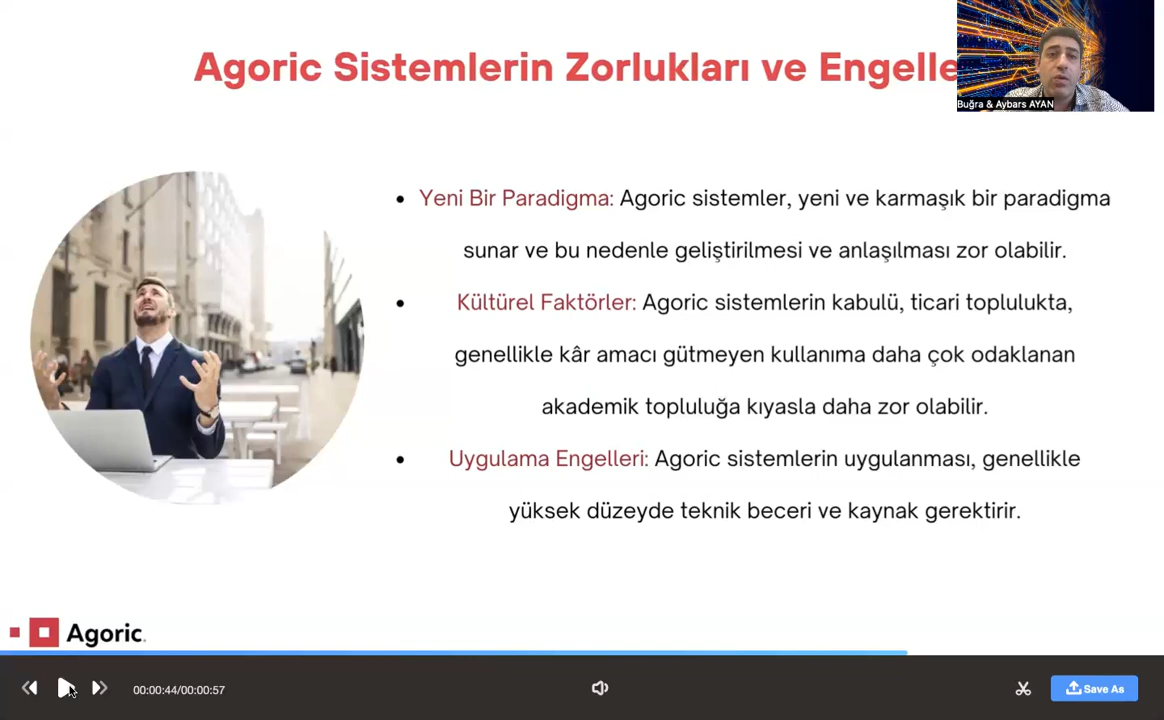 Agoric Sistemlerin Zorlukları ve Engelle
Buğra & Aybars AYAN
Yeni Bir Paradigma: Agoric sistemler, yeni ve karmaşık bir paradigma
sunar ve bu nedenle geliştirilmesi ve anlaşılması zor olabilir.
Kültürel Faktörler: Agoric sistemlerin kabulü, ticari toplulukta,
genellikle kâr amacı gütmeyen kullanıma daha çok odaklanan
akademik topluluğa kıyasla daha zor olabilir.
Uygulama Engelleri: Agoric sistemlerin uygulanması, genellikle
yüksek düzeyde teknik beceri ve kaynak gerektirir.
Agoric.
00:00:44/00:00:57
Save As